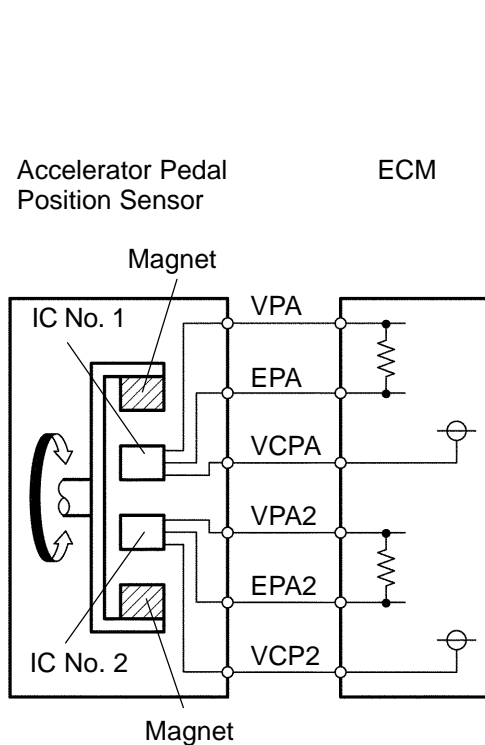 Accelerator Pedal
Position Sensor
ECM
Magnet
IC No. 1
VPA
EPA
VCPA
VPA2
EPA2
IC No. 2
VCP2
Magnet